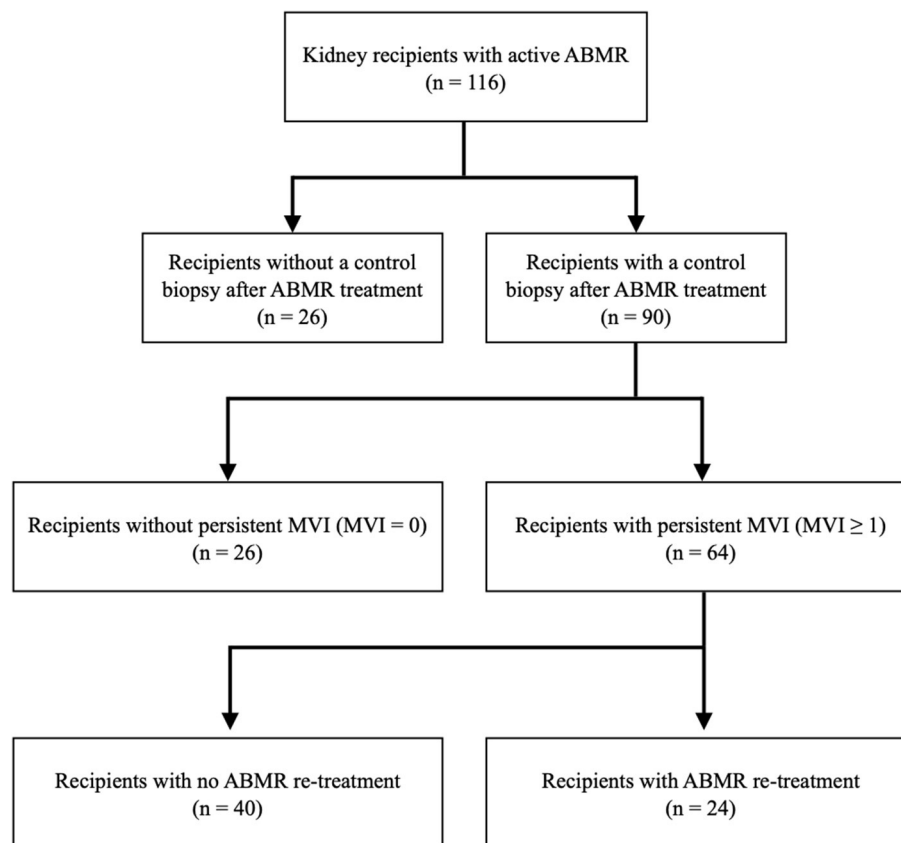 Kidney recipients with active ABMR
(n = 116)
Recipients without a control
biopsy after ABMR treatment
(n = 26)
Recipients with a control
biopsy after ABMR treatment
(n = 90)
Recipients without persistent MVI (MVI = 0)
(n = 26)
Recipients with persistent MVI (MVI ≥ 1)
(n = 64)
Recipients with no ABMR re-treatment
(n = 40)
Recipients with ABMR re-treatment
(n = 24)